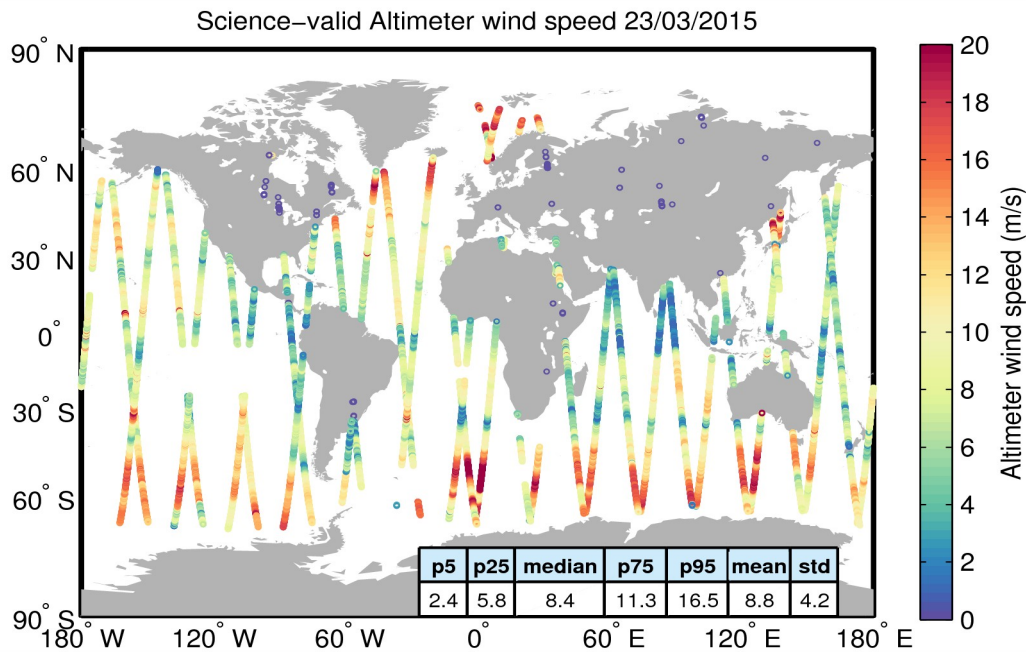 Science−valid Altimeter wind speed 23/03/2015
90° N
60° N
30° N
0°
30° S
60° S
90° S
180° W
120° W
60° W
0°
60° E
120° E
180° E
p5 p25 median p75 p95 mean std
2.4 5.8 8.4 11.3 16.5 8.8 4.2
20
18
16
14
12
10
8
6
4
2
0
Altimeter wind speed (m/s)